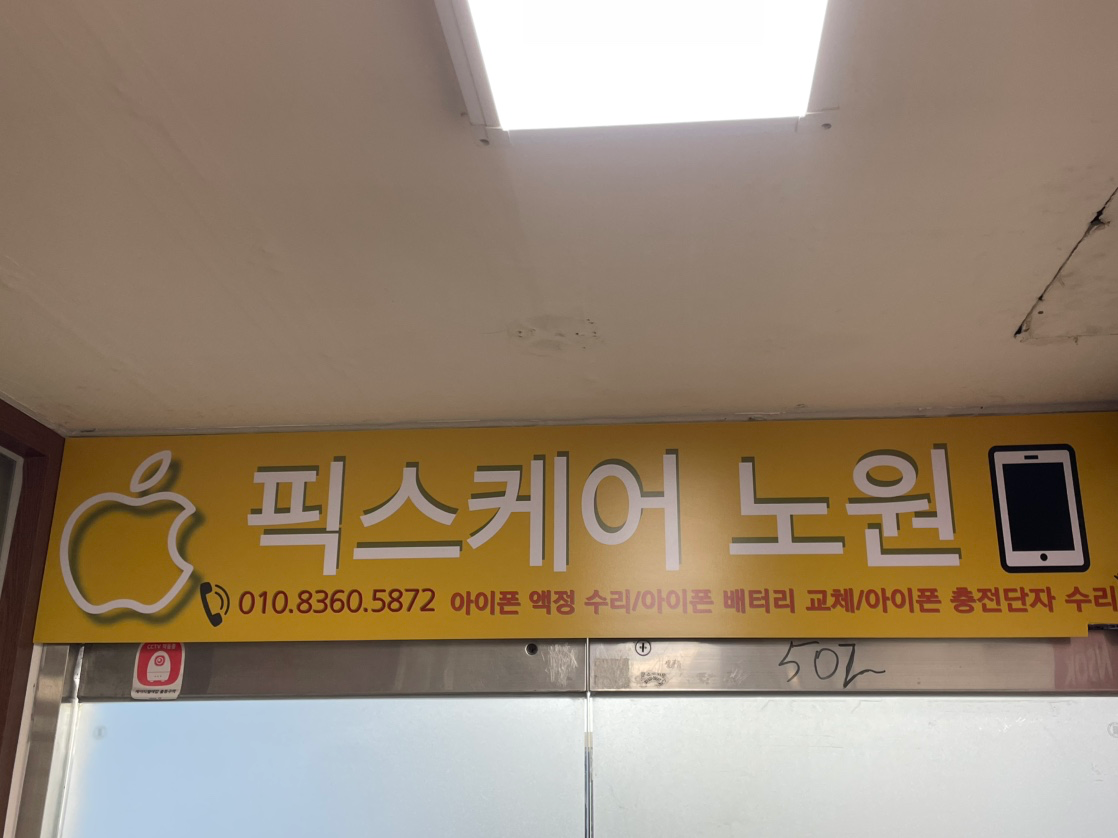 픽스케어 노원
010.8360.5872 아이폰 액정 수리/아이폰 배터리 교체/아이폰 충전단자 수리
502